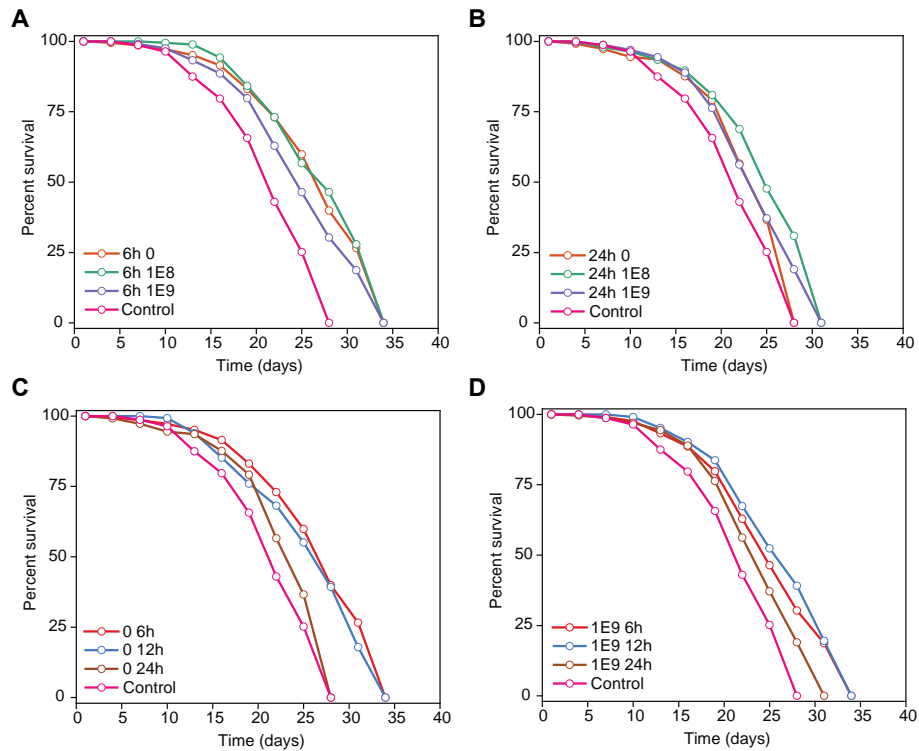 A
Percent survival
100
75
50
25
0
6h 0
6h 1E8
6h 1E9
Control
0 5 10 15 20 25 30 35 40
Time (days)
B
Percent survival
100
75
50
25
0
24h 0
24h 1E8
24h 1E9
Control
0 5 10 15 20 25 30 35 40
Time (days)
C
Percent survival
100
75
50
25
0
0 6h
0 12h
0 24h
Control
0 5 10 15 20 25 30 35 40
Time (days)
D
Percent survival
100
75
50
25
0
1E9 6h
1E9 12h
1E9 24h
Control
0 5 10 15 20 25 30 35 40
Time (days)